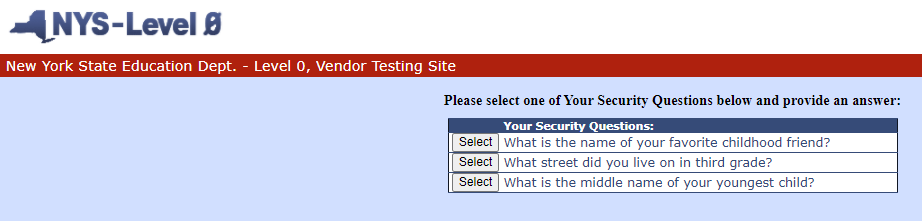 NYS-Level 0
New York State Education Dept. - Level 0, Vendor Testing Site
Please select one of Your Security Questions below and provide an answer:
Your Security Questions:
Select What is the name of your favorite childhood friend?
Select What street did you live on in third grade?
Select What is the middle name of your youngest child?